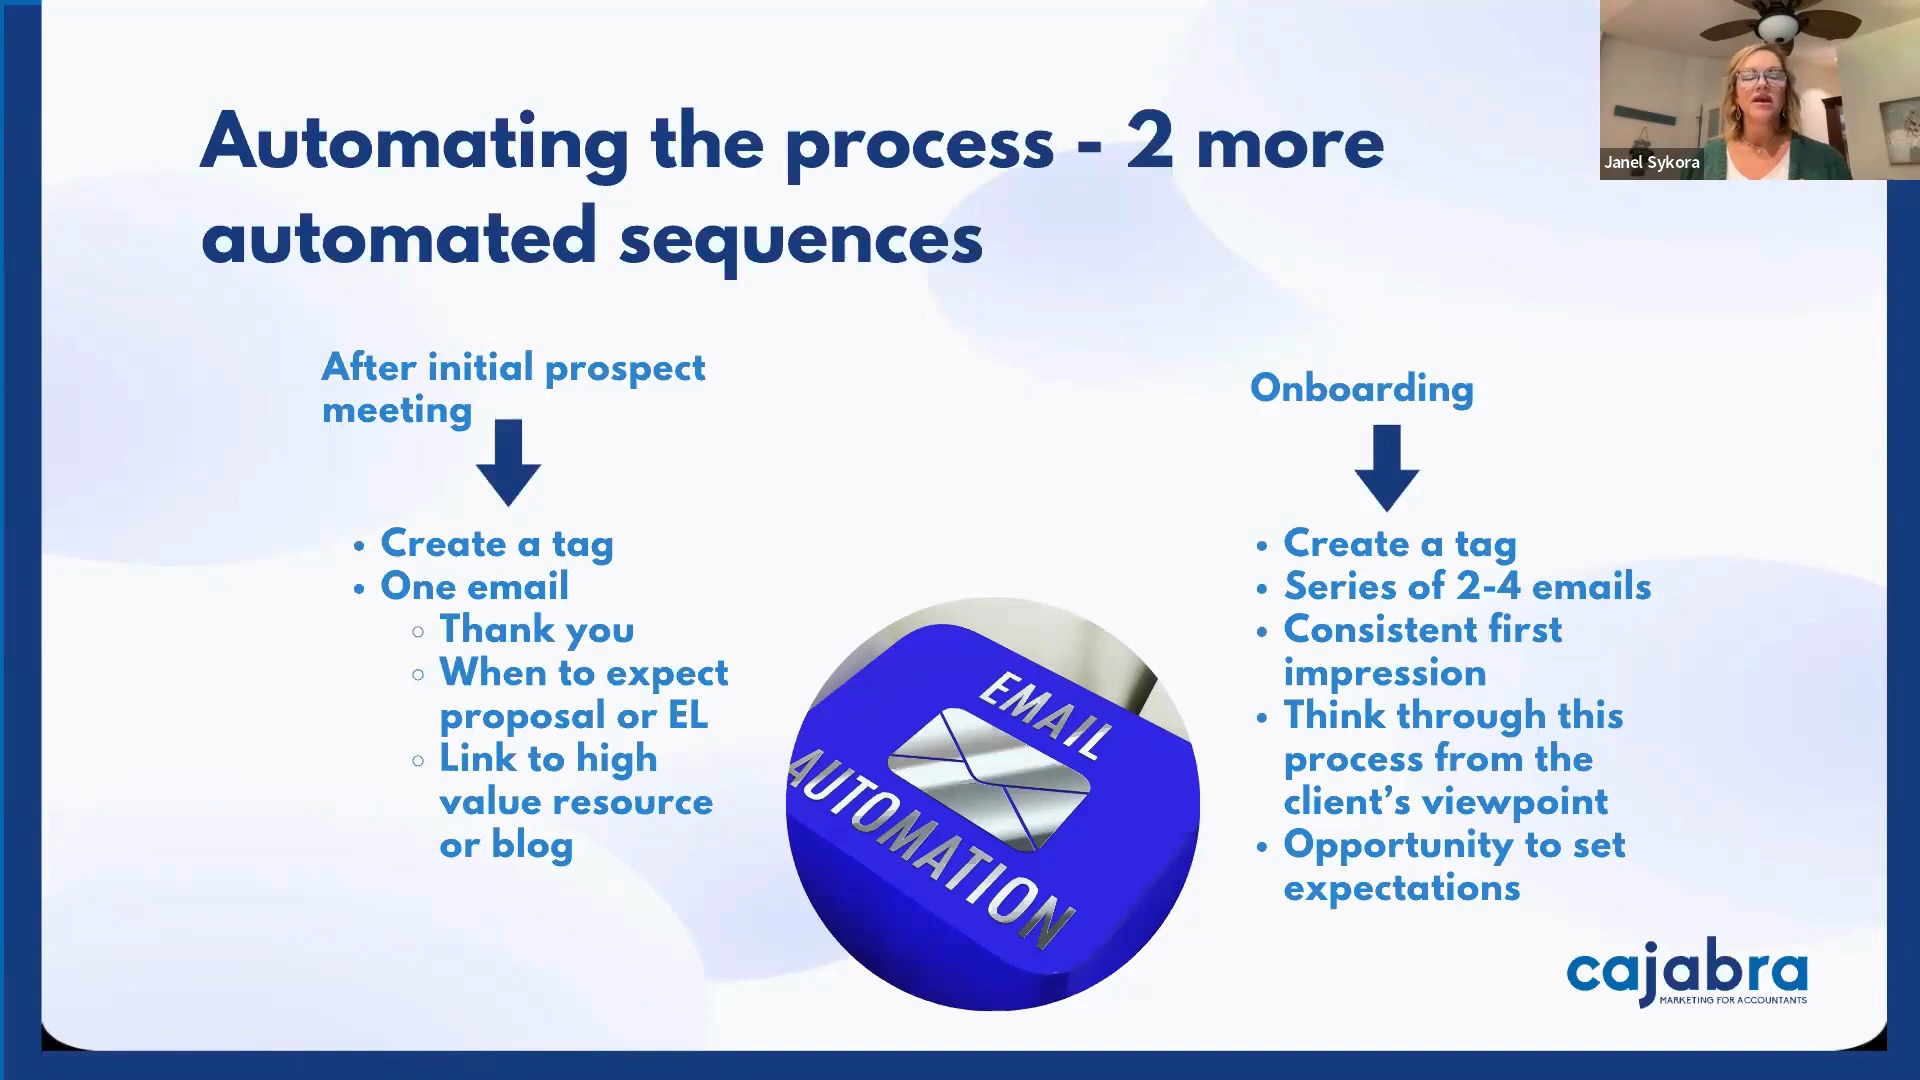 Automating the process - 2 more
automated sequences
Janel Sykora
After initial prospect
meeting
• Create a tag
• One email
○ Thank you
○ When to expect
proposal or EL
○ Link to high
value resource
or blog
EMAIL
AUTOMATION
Onboarding
• Create a tag
• Series of 2-4 emails
• Consistent first
impression
• Think through this
process from the
client’s viewpoint
• Opportunity to set
expectations
cajabra
MARKETING FOR ACCOUNTANTS